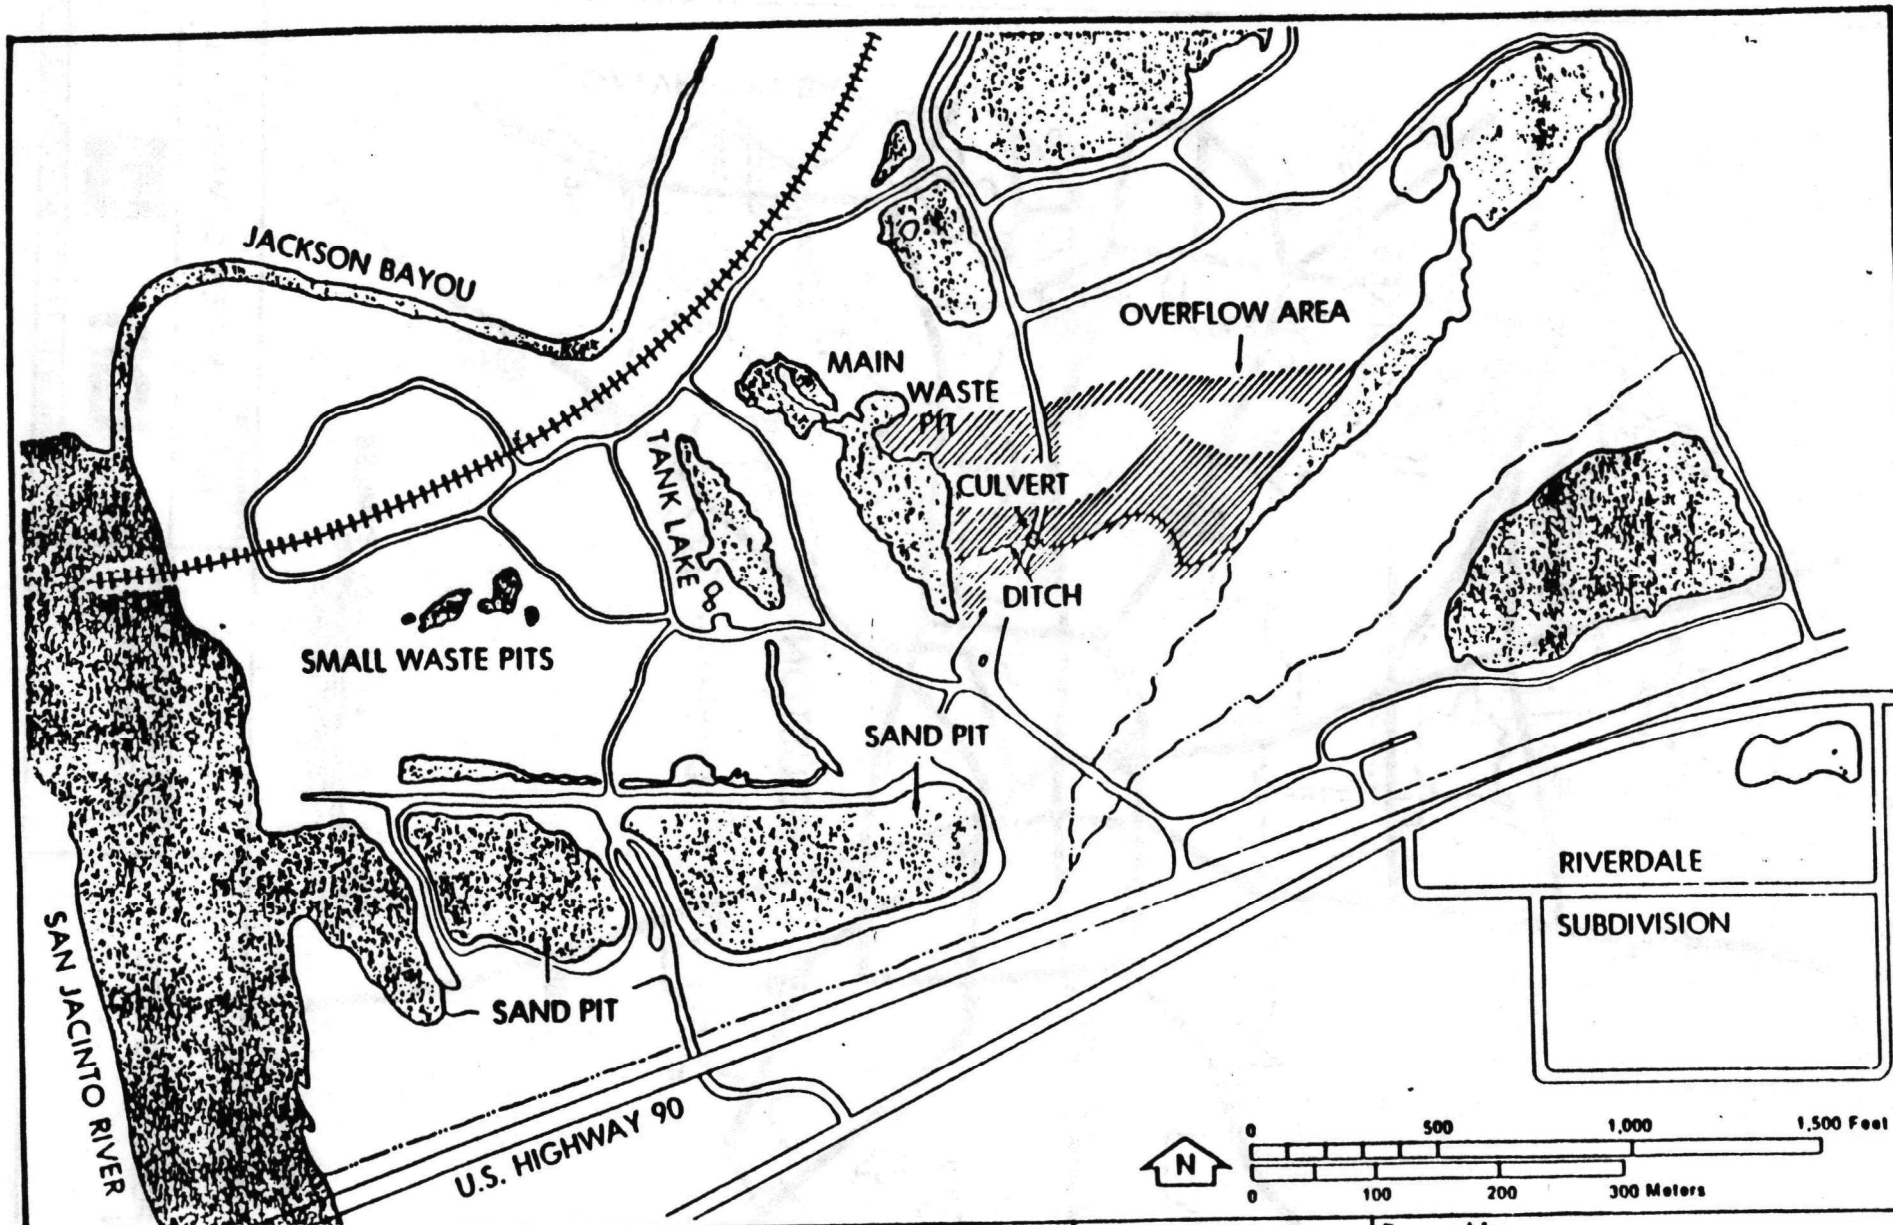 JACKSON BAYOU
OVERFLOW AREA
MAIN
WASTE
PIT
TANK LAKE
CULVERT
DITCH
SMALL WASTE PITS
SAND PIT
RIVERDALE
SUBDIVISION
SAN JACINTO RIVER
SAND PIT
U.S. HIGHWAY 90
N
0 500 1,000 1,500 Feet
0 100 200 300 Meters